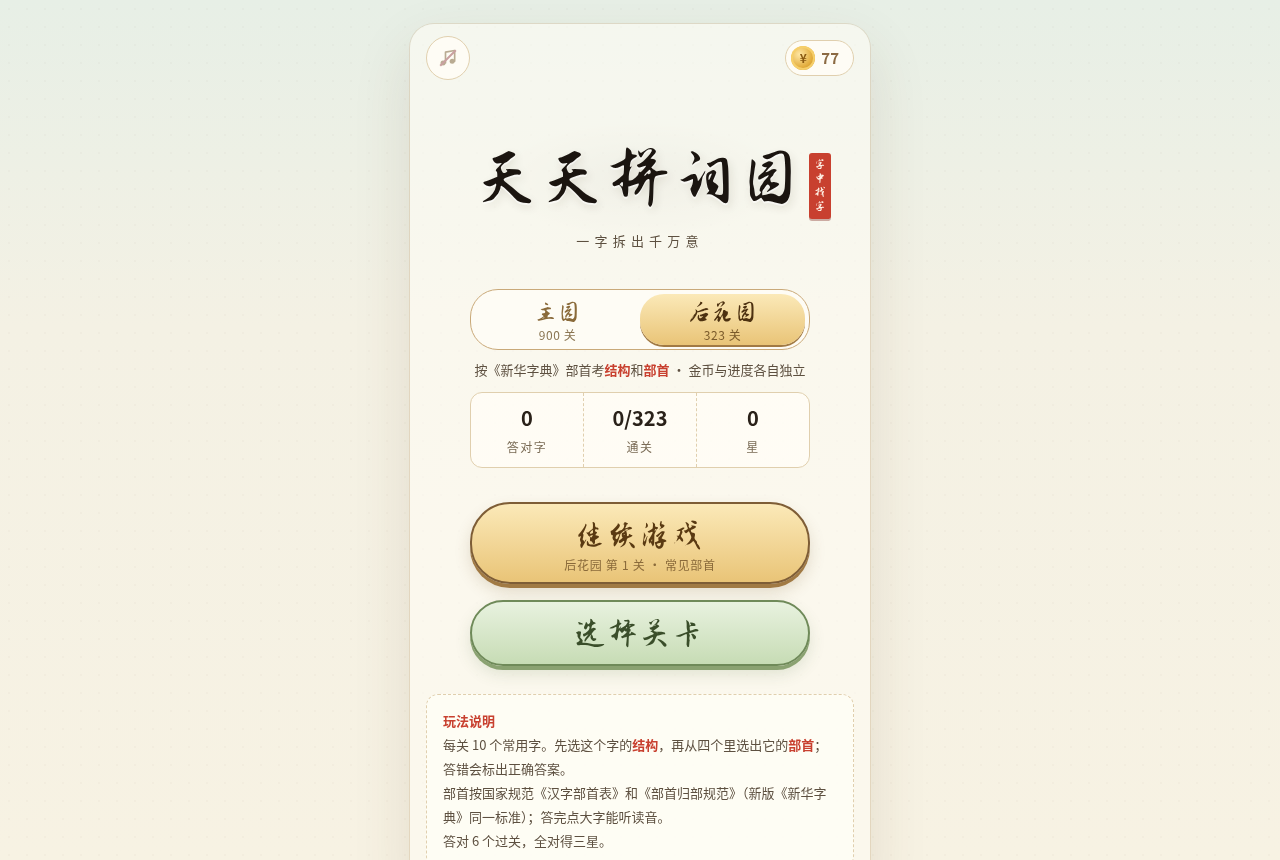 ¥ 77
天天拼词园
字中找字
一字拆出千万意
主园
900 关
后花园
323 关
按《新华字典》部首考结构和部首 · 金币与进度各自独立
0
答对字
0/323
通关
0
星
继续游戏
后花园 第 1 关 · 常见部首
选择关卡
玩法说明
每关 10 个常用字。先选这个字的结构，再从四个里选出它的部首；
答错会标出正确答案。
部首按国家规范《汉字部首表》和《部首归部规范》（新版《新华字
典》同一标准）；答完点大字能听读音。
答对 6 个过关，全对得三星。